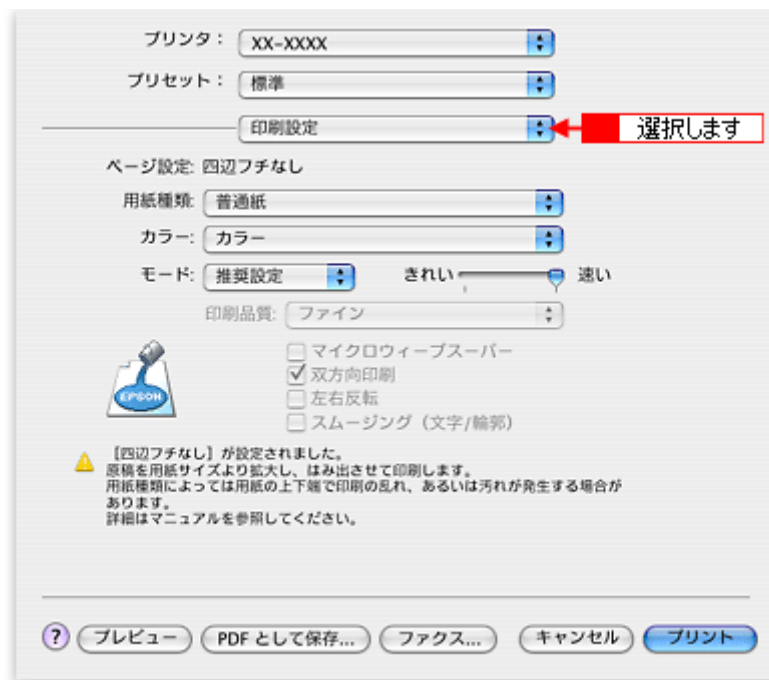 プリンタ： XX-XXXX
プリセット： 標準
印刷設定 選択します
ページ設定: 四辺フチなし
用紙種類: 普通紙
カラー: カラー
モード: 推奨設定 きれい 速い
印刷品質: ファイン
マイクロウィーブスーパー
双方向印刷
左右反転
スムージング（文字/輪郭）
EPSON
［四辺フチなし］が設定されました。
原稿を用紙サイズより拡大し、はみ出させて印刷します。
用紙種類によっては用紙の上下端で印刷の乱れ、あるいは汚れが発生する場合が
あります。
詳細はマニュアルを参照してください。
? プレビュー PDF として保存... ファクス... キャンセル プリント